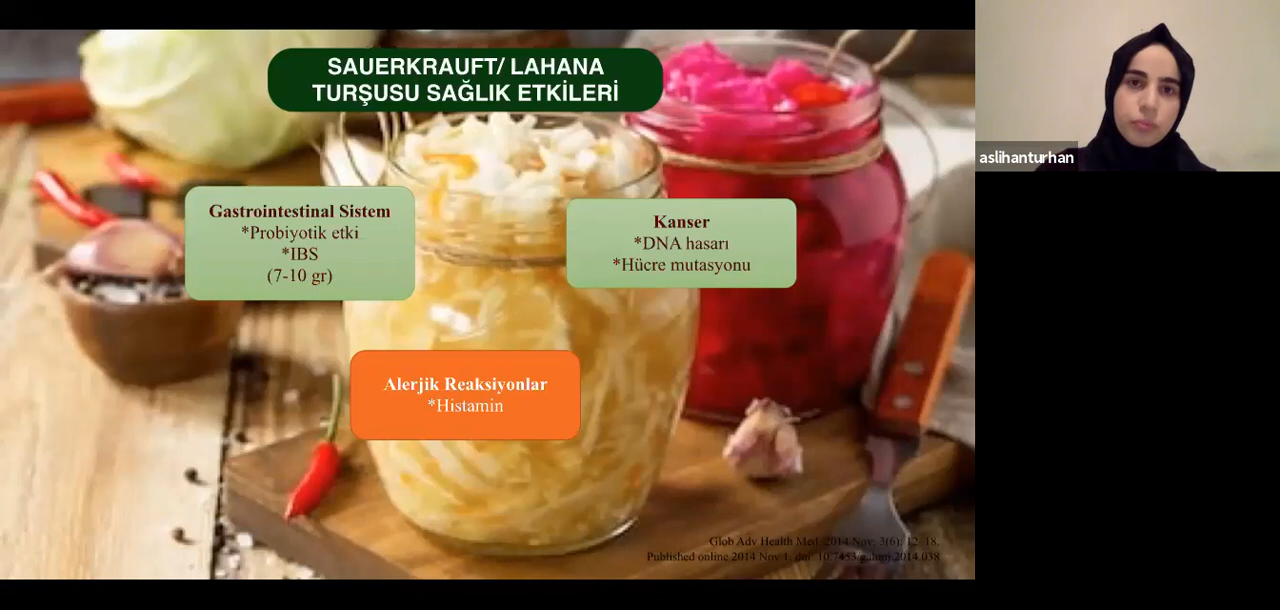 SAUERKRAUFT/ LAHANA
TURŞUSU SAĞLIK ETKİLERİ
aslihanturhan
Gastrointestinal Sistem
*Probiyotik etki
*IBS
(7-10 gr)
Kanser
*DNA hasarı
*Hücre mutasyonu
Alerjik Reaksiyonlar
*Histamin
Glob Adv Health Med. 2014 Nov; 3(6): 12–18.
Published online 2014 Nov 1. doi: 10.7453/gahmj.2014.038